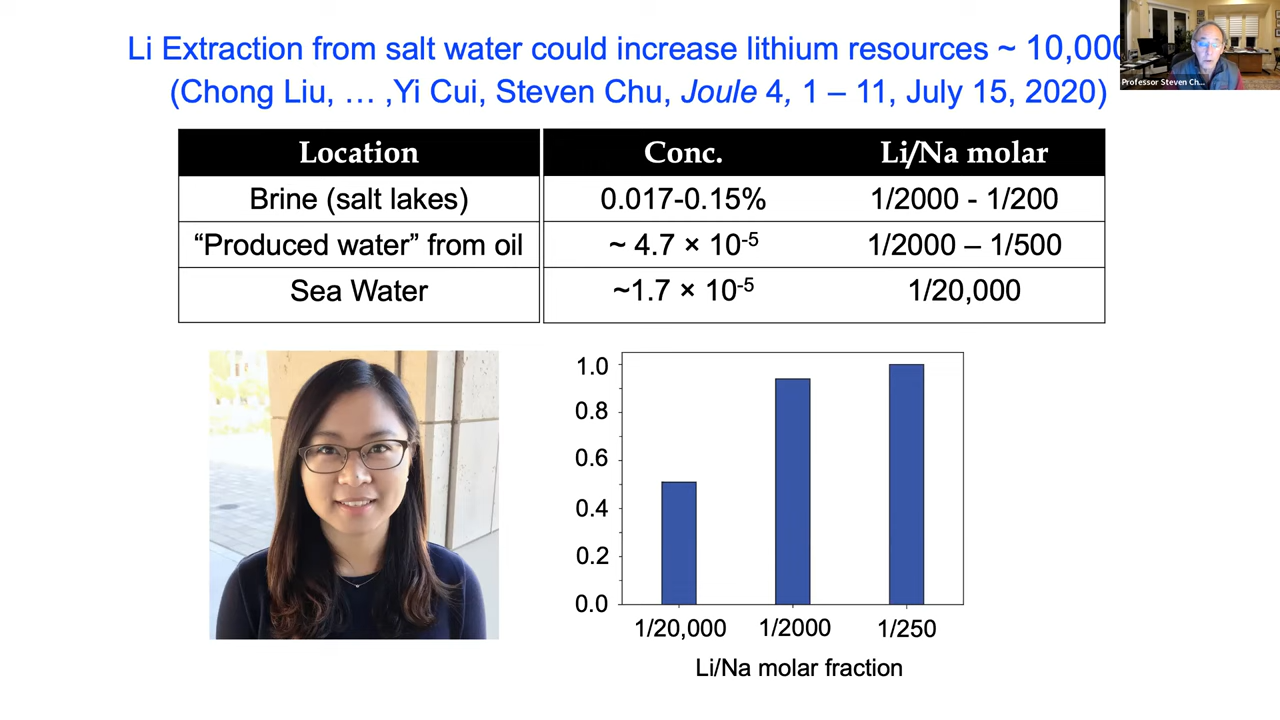 Li Extraction from salt water could increase lithium resources ~ 10,000
(Chong Liu, … ,Yi Cui, Steven Chu, Joule 4, 1 – 11, July 15, 2020)
Professor Steven Ch...
Location Conc. Li/Na molar
Brine (salt lakes) 0.017-0.15% 1/2000 - 1/200
“Produced water” from oil ~ 4.7 × 10-5 1/2000 – 1/500
Sea Water ~1.7 × 10-5 1/20,000
1.0
0.8
0.6
0.4
0.2
0.0
1/20,000 1/2000 1/250
Li/Na molar fraction